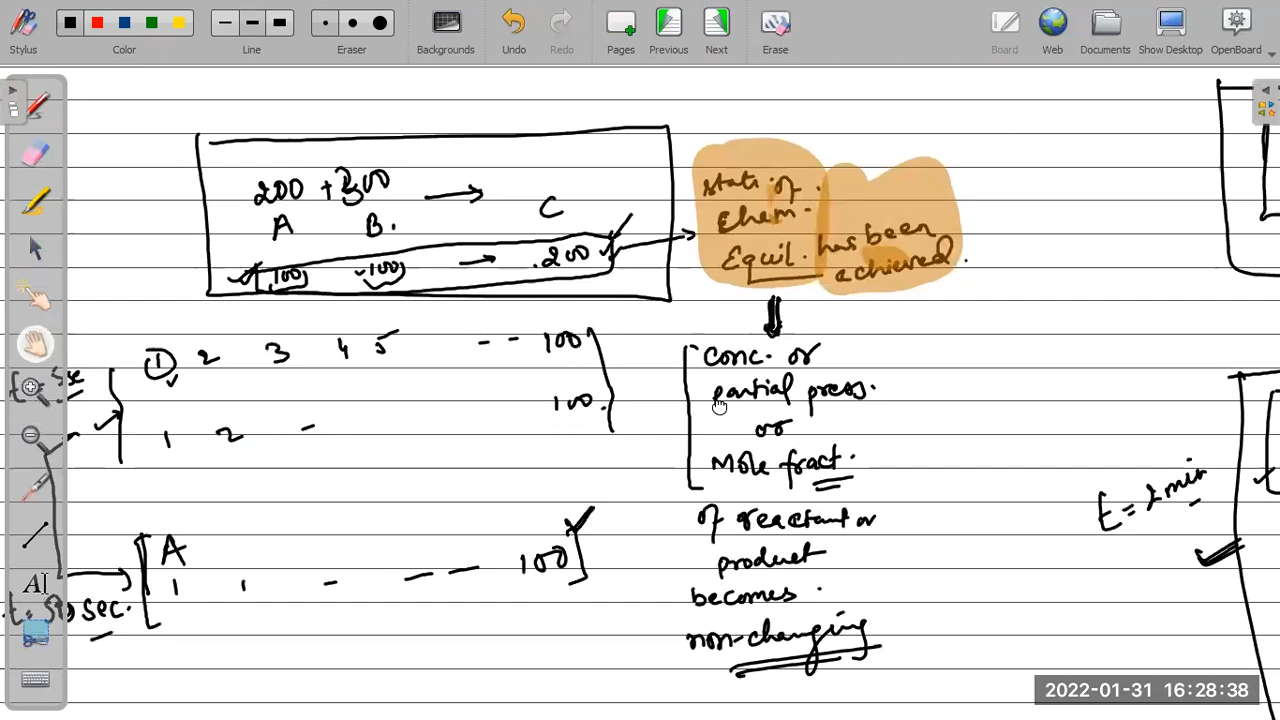 Stylus
Color
Line
Eraser
Backgrounds
Undo
Redo
Pages
Previous
Next
Erase
Board
Web
Documents
Show Desktop
OpenBoard
200 + 300 → C
A B.
100 100 → .200
state of.
Chem.
Equil. has been
achieved.
① 2 3 4 5 -- 100
100.
1 2 -
conc. or
partial press.
or
Mole fract.
of reactant or
product
becomes.
non-changing
A
1 1 - -- 100
sec.
t = 2 min
2022-01-31 16:28:38